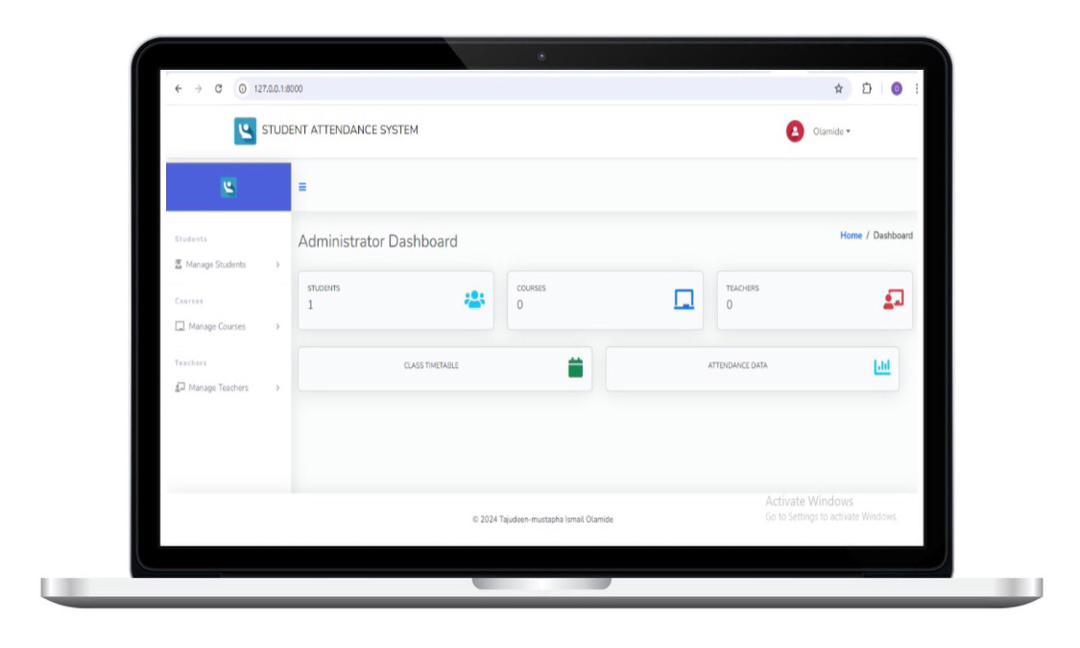 127.0.0.1:8000
STUDENT ATTENDANCE SYSTEM
Olamide
Administrator Dashboard
Home / Dashboard
Students
Manage Students
Courses
Manage Courses
Teachers
Manage Teachers
STUDENTS
1
COURSES
0
TEACHERS
0
CLASS TIMETABLE
ATTENDANCE DATA
Activate Windows
Go to Settings to activate Windows.
© 2024 Tajudeen-mustapha Ismail Olamide